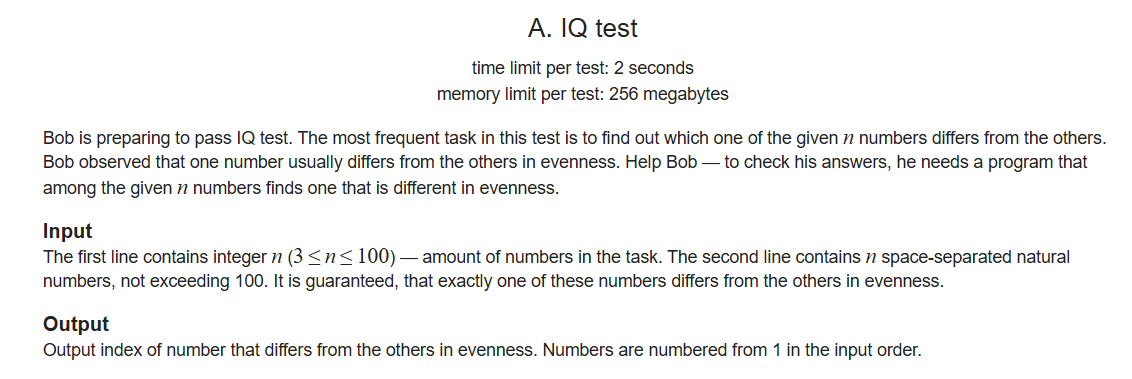 A. IQ test
time limit per test: 2 seconds
memory limit per test: 256 megabytes
Bob is preparing to pass IQ test. The most frequent task in this test is to find out which one of the given n numbers differs from the others.
Bob observed that one number usually differs from the others in evenness. Help Bob — to check his answers, he needs a program that
among the given n numbers finds one that is different in evenness.
Input
The first line contains integer n (3 ≤ n ≤ 100) — amount of numbers in the task. The second line contains n space-separated natural
numbers, not exceeding 100. It is guaranteed, that exactly one of these numbers differs from the others in evenness.
Output
Output index of number that differs from the others in evenness. Numbers are numbered from 1 in the input order.